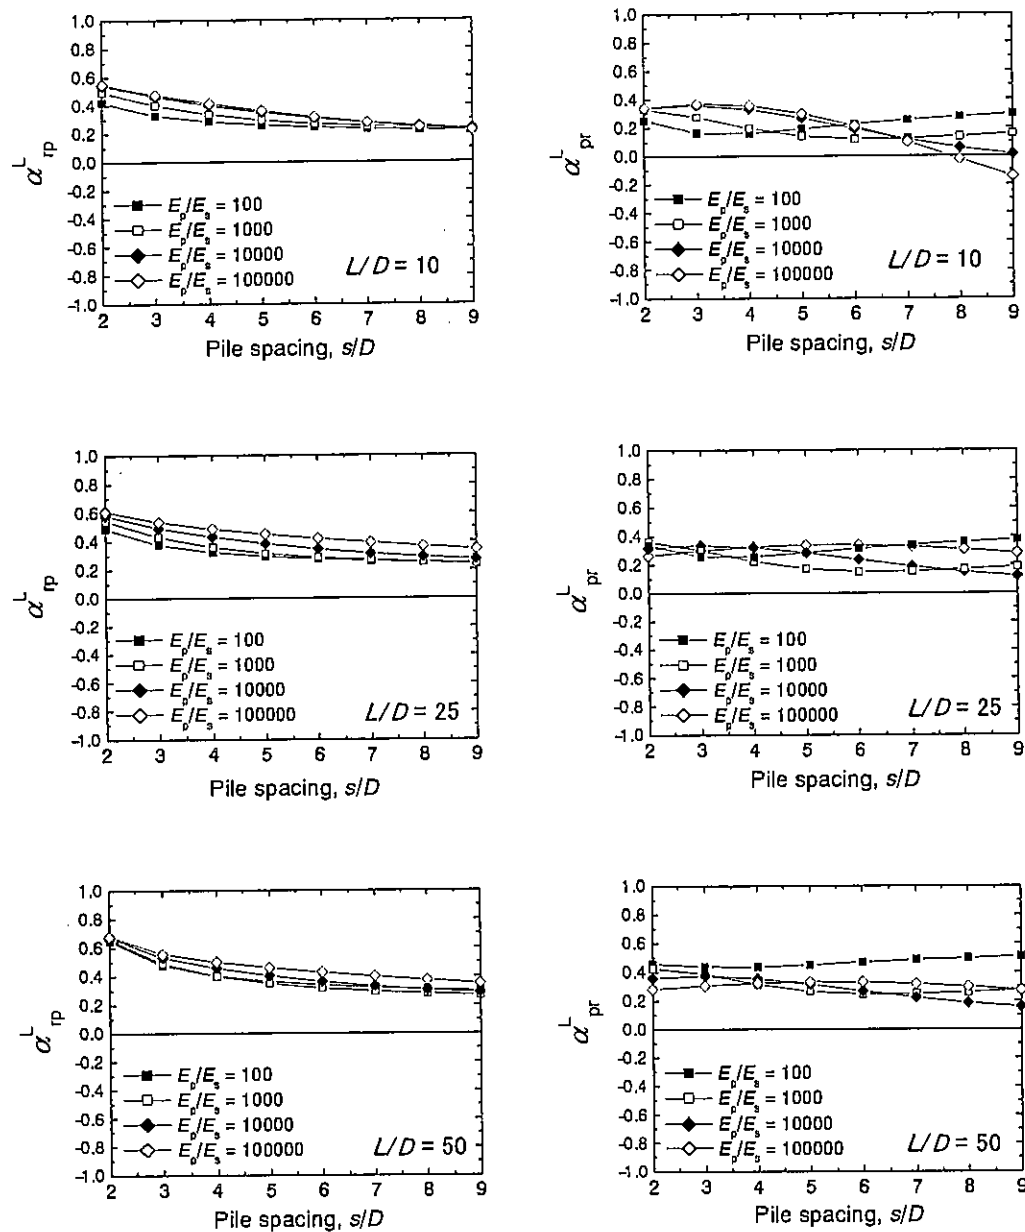 1.0
0.8
0.6
0.4
0.2
0.0
-0.2
-0.4
-0.6
-0.8
-1.0
α^L_rp
E_p/E_s = 100
E_p/E_s = 1000
E_p/E_s = 10000
E_p/E_s = 100000
L/D = 10
2 3 4 5 6 7 8 9
Pile spacing, s/D
1.0
0.8
0.6
0.4
0.2
0.0
-0.2
-0.4
-0.6
-0.8
-1.0
α^L_pr
E_p/E_s = 100
E_p/E_s = 1000
E_p/E_s = 10000
E_p/E_s = 100000
L/D = 10
2 3 4 5 6 7 8 9
Pile spacing, s/D
1.0
0.8
0.6
0.4
0.2
0.0
-0.2
-0.4
-0.6
-0.8
-1.0
α^L_rp
E_p/E_s = 100
E_p/E_s = 1000
E_p/E_s = 10000
E_p/E_s = 100000
L/D = 25
2 3 4 5 6 7 8 9
Pile spacing, s/D
1.0
0.8
0.6
0.4
0.2
0.0
-0.2
-0.4
-0.6
-0.8
-1.0
α^L_pr
E_p/E_s = 100
E_p/E_s = 1000
E_p/E_s = 10000
E_p/E_s = 100000
L/D = 25
2 3 4 5 6 7 8 9
Pile spacing, s/D
1.0
0.8
0.6
0.4
0.2
0.0
-0.2
-0.4
-0.6
-0.8
-1.0
α^L_rp
E_p/E_s = 100
E_p/E_s = 1000
E_p/E_s = 10000
E_p/E_s = 100000
L/D = 50
2 3 4 5 6 7 8 9
Pile spacing, s/D
1.0
0.8
0.6
0.4
0.2
0.0
-0.2
-0.4
-0.6
-0.8
-1.0
α^L_pr
E_p/E_s = 100
E_p/E_s = 1000
E_p/E_s = 10000
E_p/E_s = 100000
L/D = 50
2 3 4 5 6 7 8 9
Pile spacing, s/D